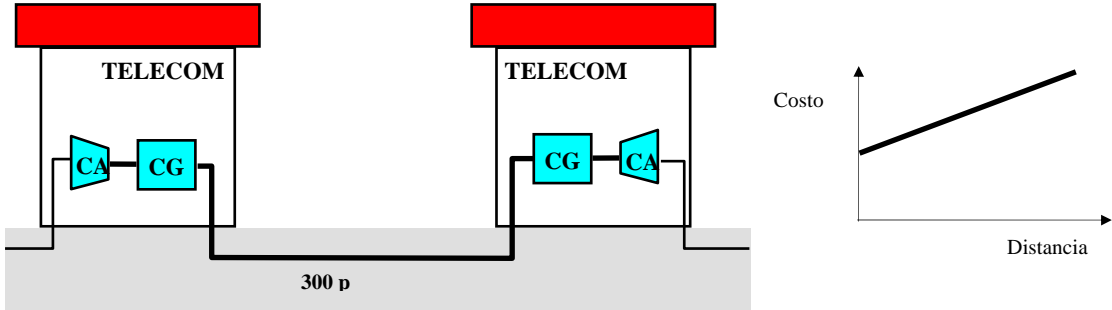 TELECOM
TELECOM
Costo
CA
CG
CG
CA
Distancia
300 p